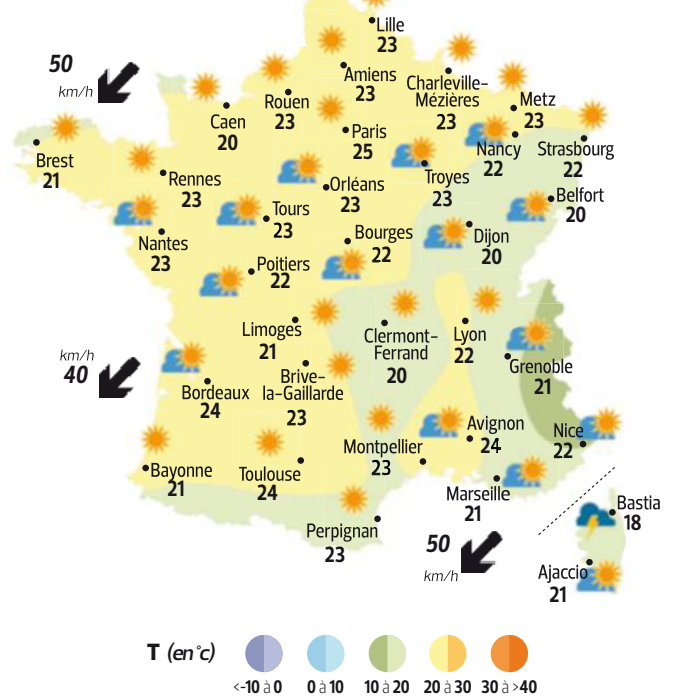 Lille
23
50
km/h
Amiens
23
Charleville-
Mézières
23
Rouen
23
Metz
23
Caen
20
Paris
25
Nancy
22
Strasbourg
22
Brest
21
Rennes
23
Troyes
23
Orléans
23
Belfort
20
Tours
23
Nantes
23
Bourges
22
Dijon
20
Poitiers
22
Limoges
21
Clermont-
Ferrand
20
Lyon
22
km/h
40
Grenoble
21
Brive-
la-Gaillarde
23
Bordeaux
24
Avignon
24
Nice
22
Montpellier
23
Bayonne
21
Toulouse
24
Marseille
21
Bastia
18
Perpignan
23
50
km/h
Ajaccio
21
T (en °c)
<-10 à 0
0 à 10
10 à 20
20 à 30
30 à >40